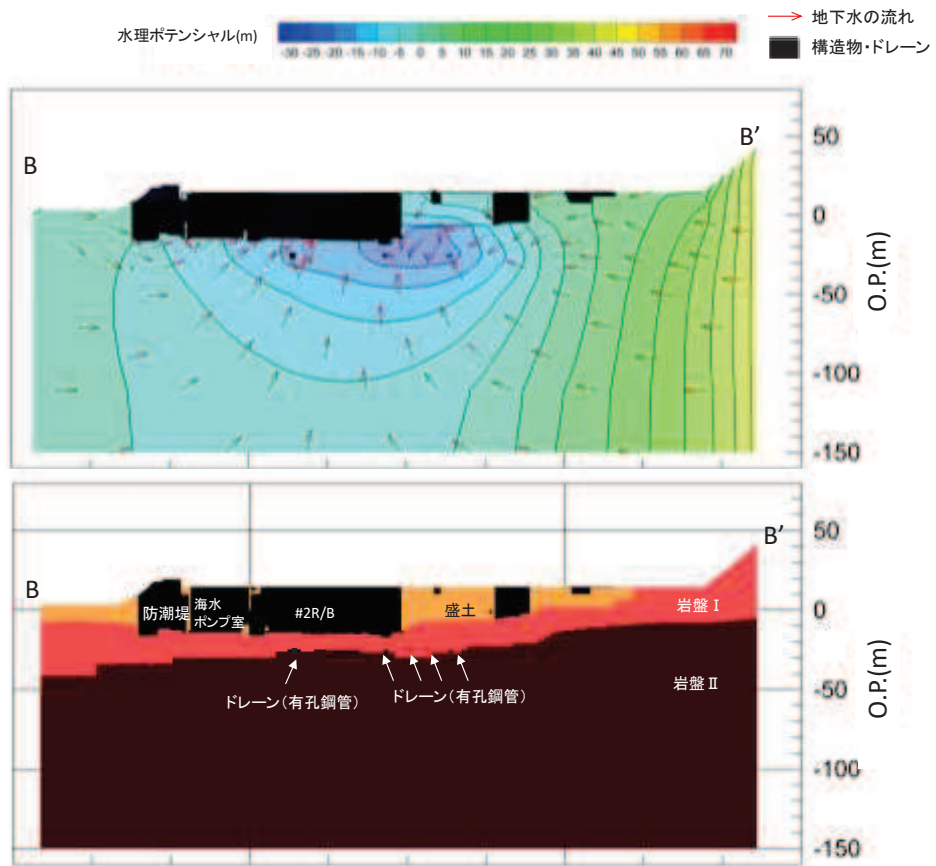 水理ポテンシャル(m)
-30 -25 -20 -15 -10 -5 0 5 10 15 20 25 30 35 40 45 50 55 60 65 70
地下水の流れ
構造物・ドレーン
B
B'
50
0
-50
-100
-150
O.P.(m)
B
B'
防潮堤
海水
ポンプ室
#2R/B
盛土
岩盤Ⅰ
岩盤Ⅱ
ドレーン(有孔鋼管)
ドレーン(有孔鋼管)
50
0
-50
-100
-150
O.P.(m)